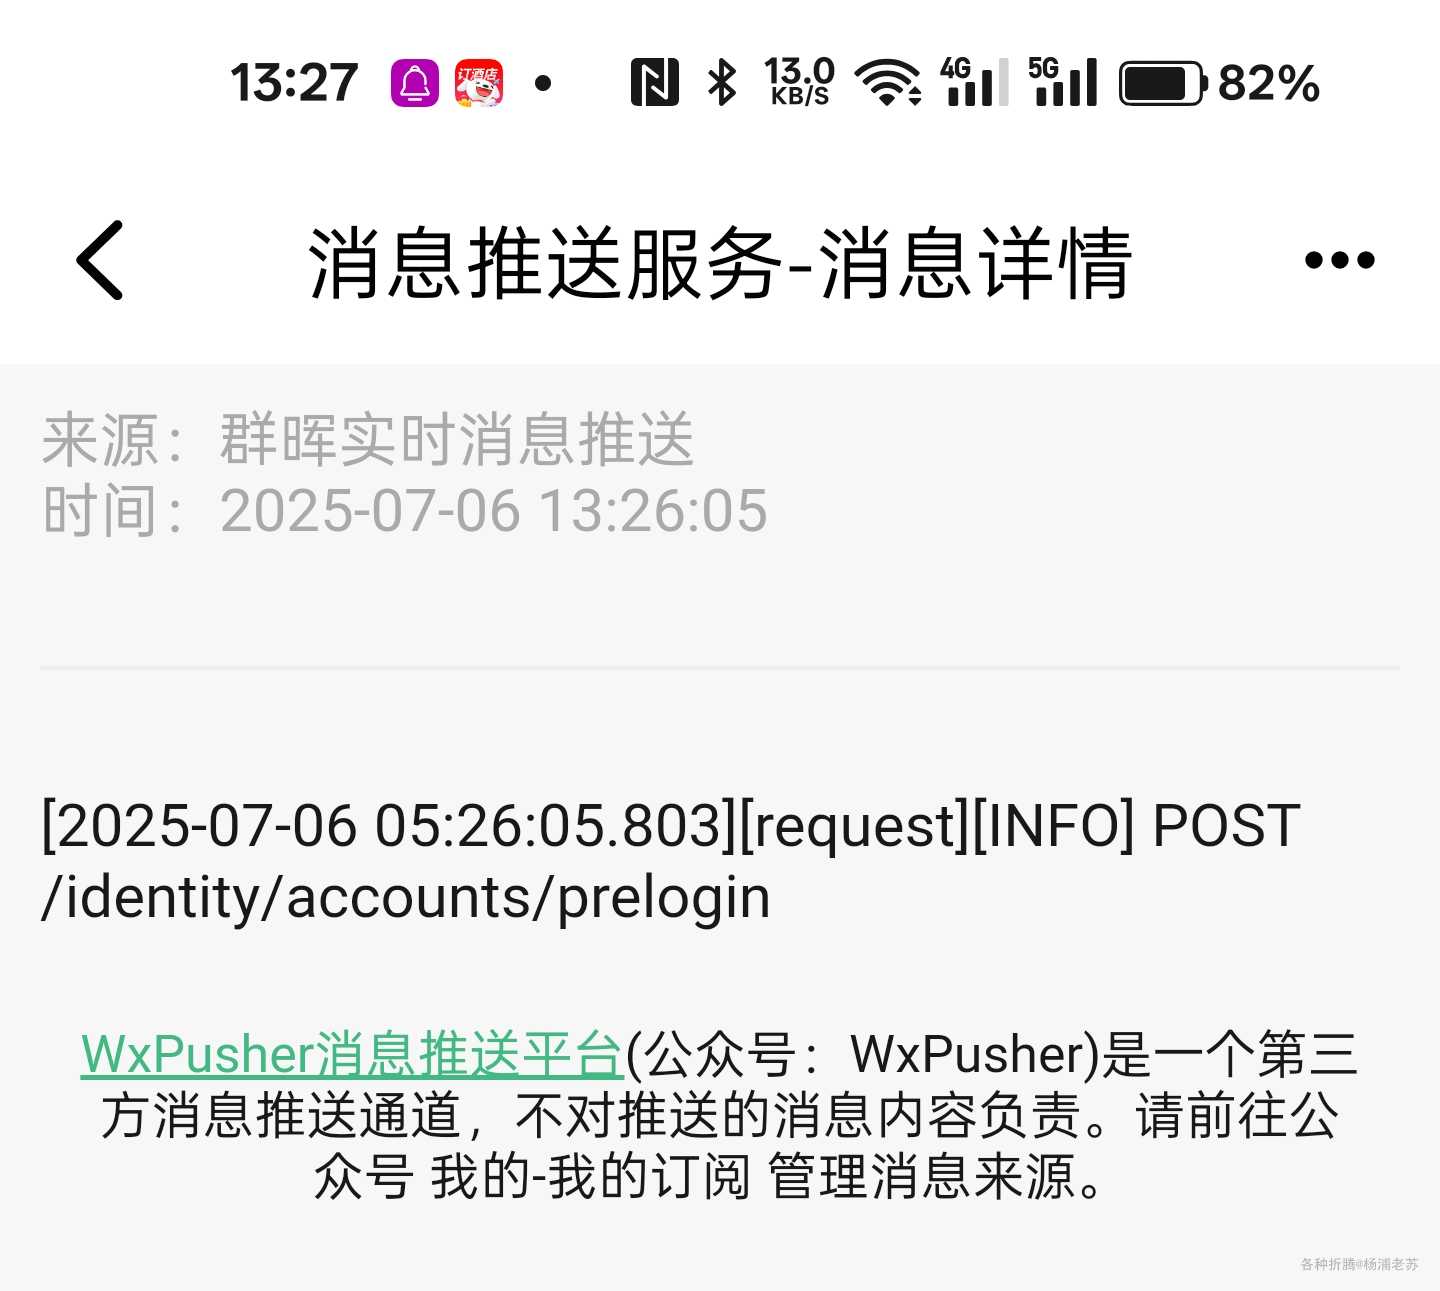 13:27 订酒店 13.0 KB/S 4G 5G 82%
消息推送服务-消息详情
来源：群晖实时消息推送
时间：2025-07-06 13:26:05
[2025-07-06 05:26:05.803][request][INFO] POST
/identity/accounts/prelogin
WxPusher消息推送平台(公众号：WxPusher)是一个第三
方消息推送通道，不对推送的消息内容负责。请前往公
众号 我的-我的订阅 管理消息来源。
各种折腾@杨浦老苏